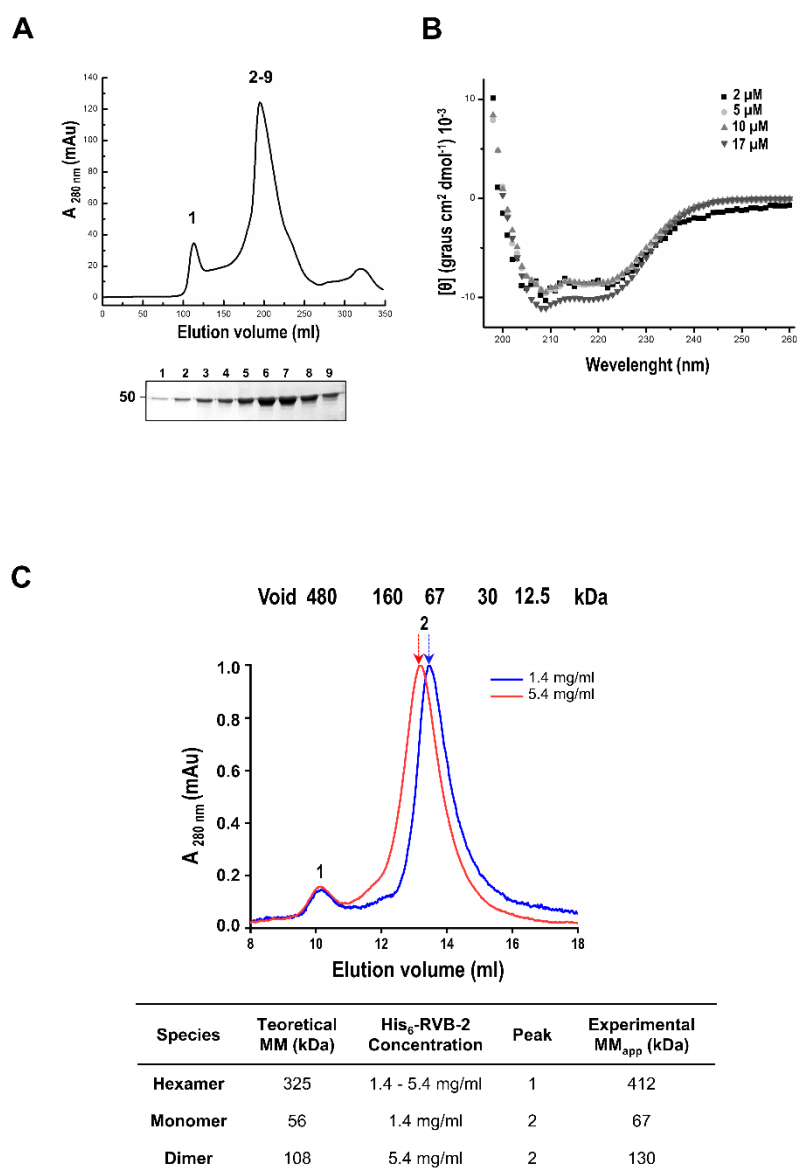 A
2-9
1
140
120
100
80
60
40
20
0
A 280 nm (mAu)
0 50 100 150 200 250 300 350
Elution volume (ml)
1 2 3 4 5 6 7 8 9
50
B
2 µM
5 µM
10 µM
17 µM
10
0
-10
[θ] (graus cm² dmol⁻¹) 10⁻³
200 210 220 230 240 250 260
Wevelenght (nm)
C
Void 480 160 67 30 12.5 kDa
2
1.4 mg/ml
5.4 mg/ml
1
1.0
0.8
0.6
0.4
0.2
0.0
A 280 nm (mAu)
8 10 12 14 16 18
Elution volume (ml)
Species Teoretical MM (kDa) His₆-RVB-2 Concentration Peak Experimental MMapp (kDa)
Hexamer 325 1.4 - 5.4 mg/ml 1 412
Monomer 56 1.4 mg/ml 2 67
Dimer 108 5.4 mg/ml 2 130